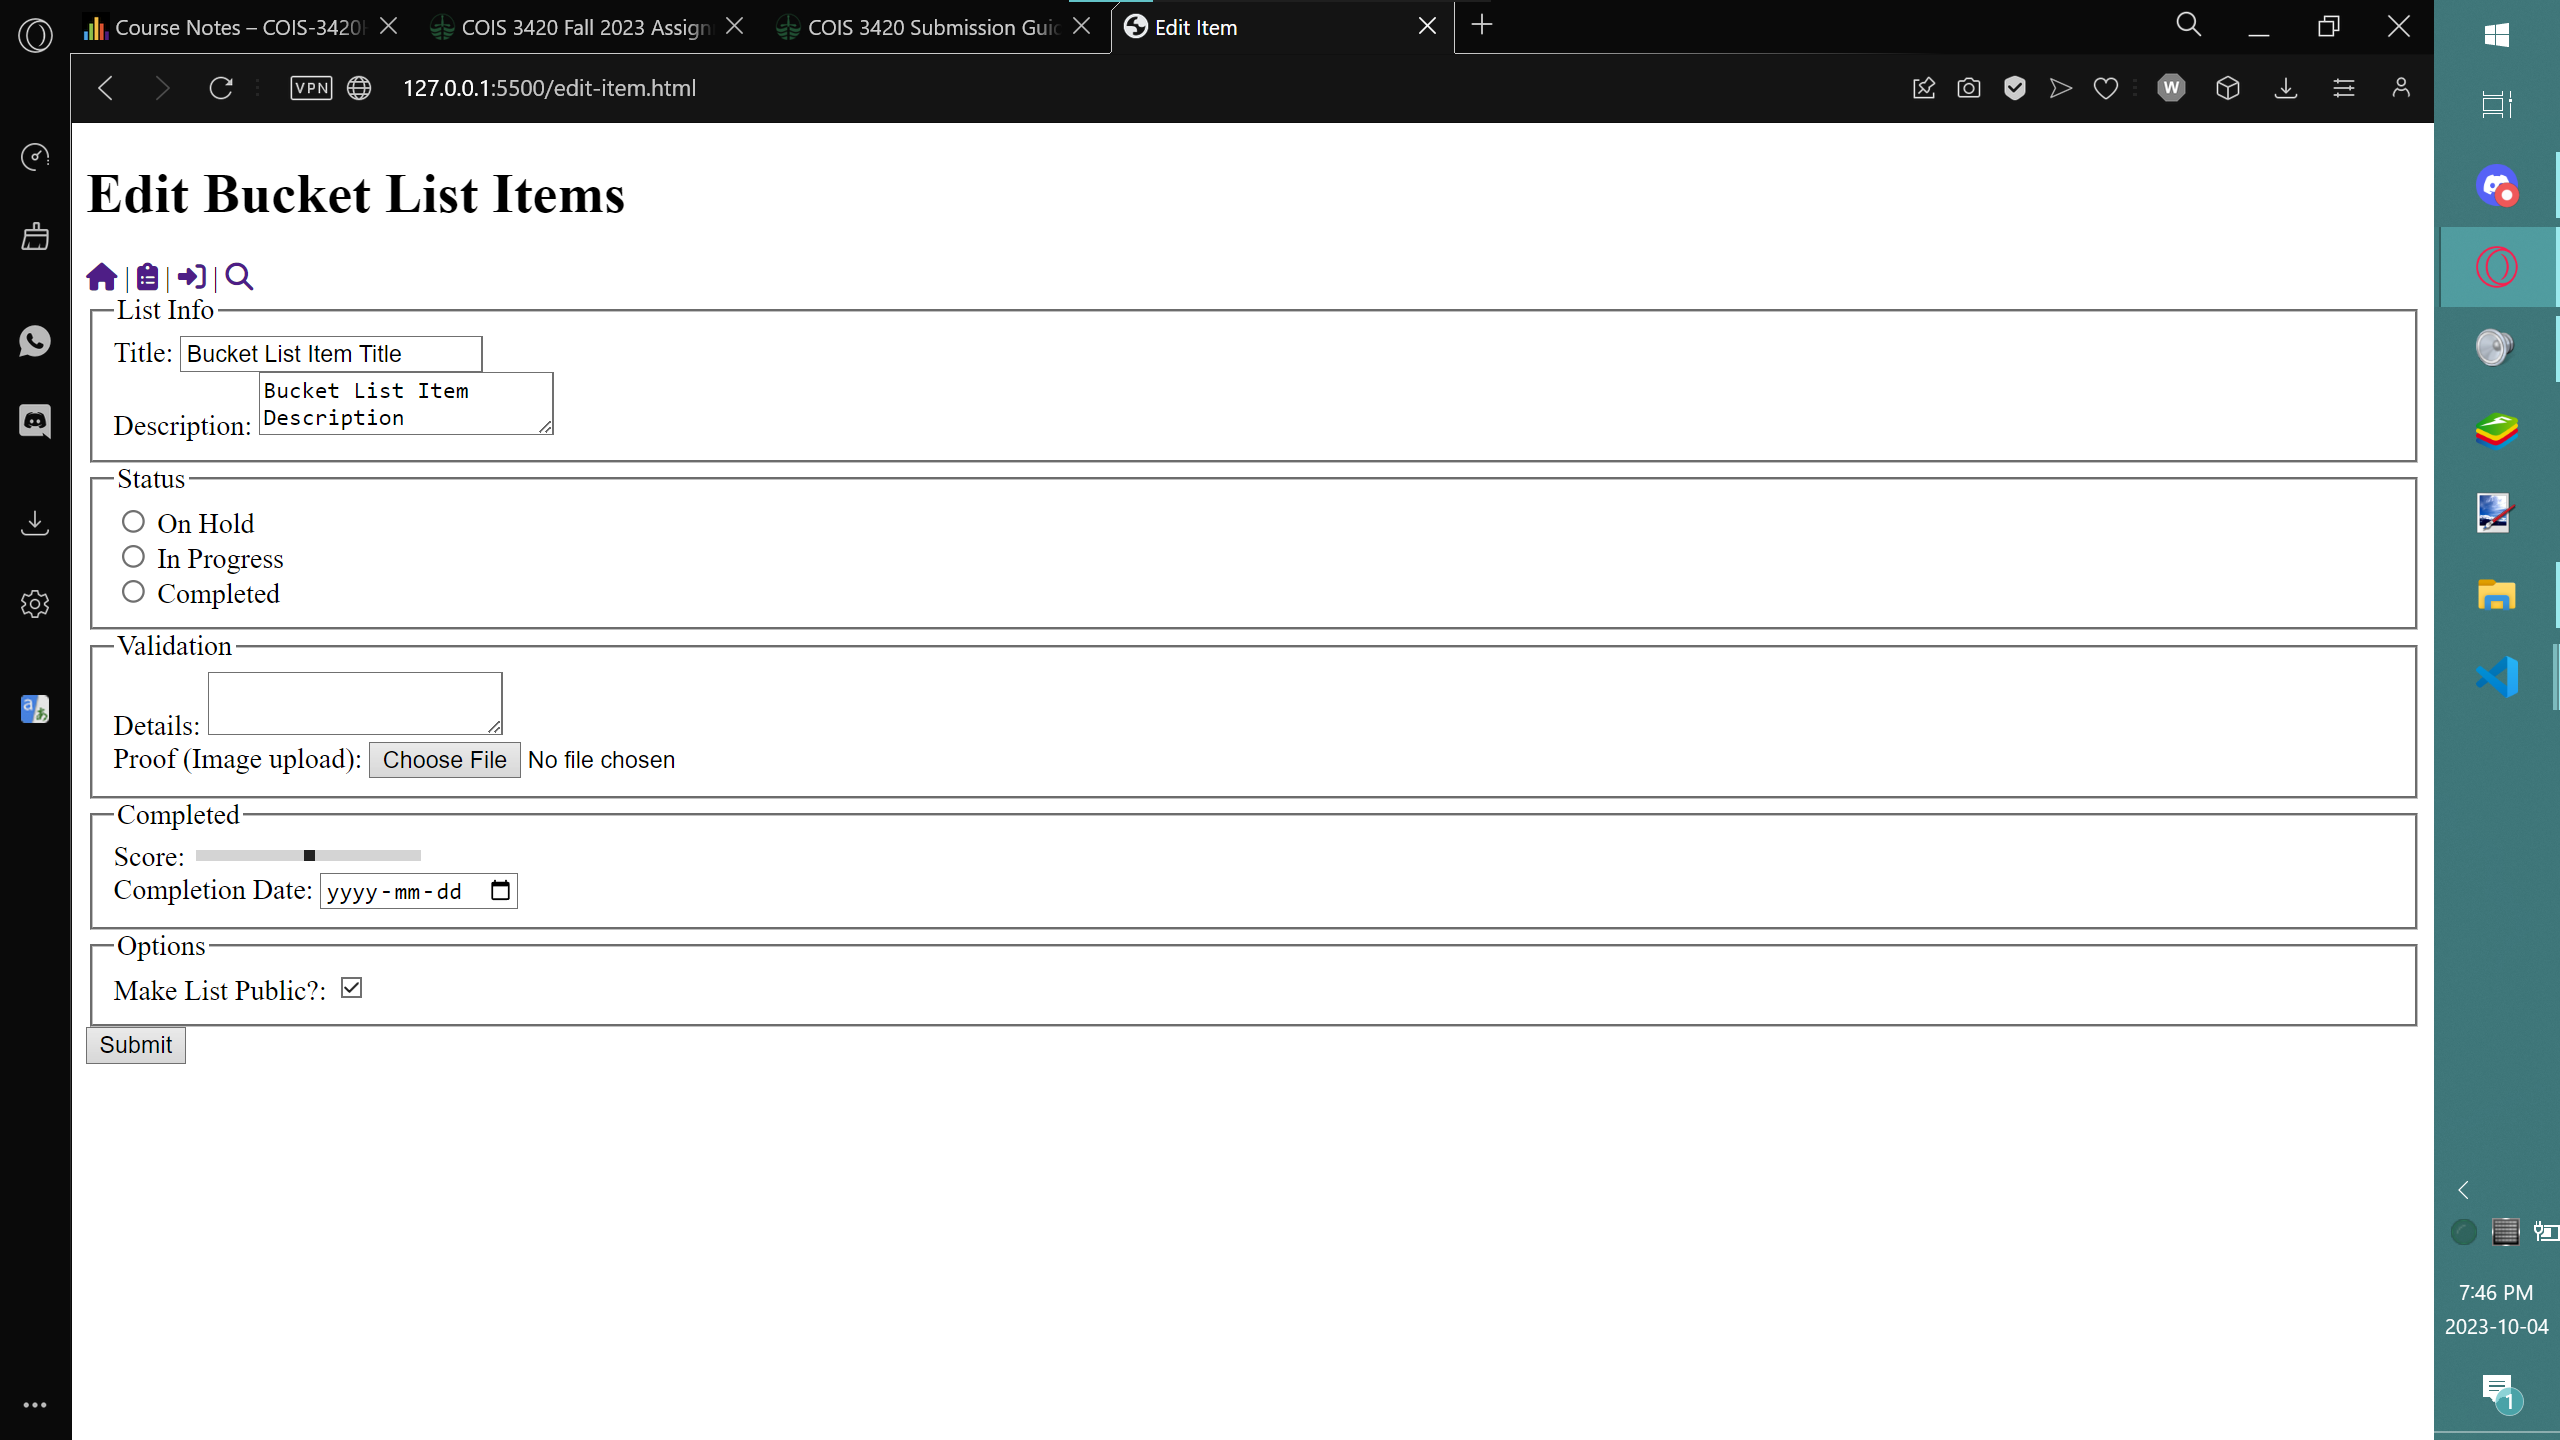 Course Notes – COIS-3420H
COIS 3420 Fall 2023 Assign
COIS 3420 Submission Guid
Edit Item
VPN
127.0.0.1:5500/edit-item.html
W
Edit Bucket List Items
| | |
List Info
Title: Bucket List Item Title
Bucket List Item
Description
Description:
Status
On Hold
In Progress
Completed
Validation
Details:
Proof (Image upload): Choose File No file chosen
Completed
Score:
Completion Date: yyyy-mm-dd
Options
Make List Public?:
Submit
7:46 PM
2023-10-04
1